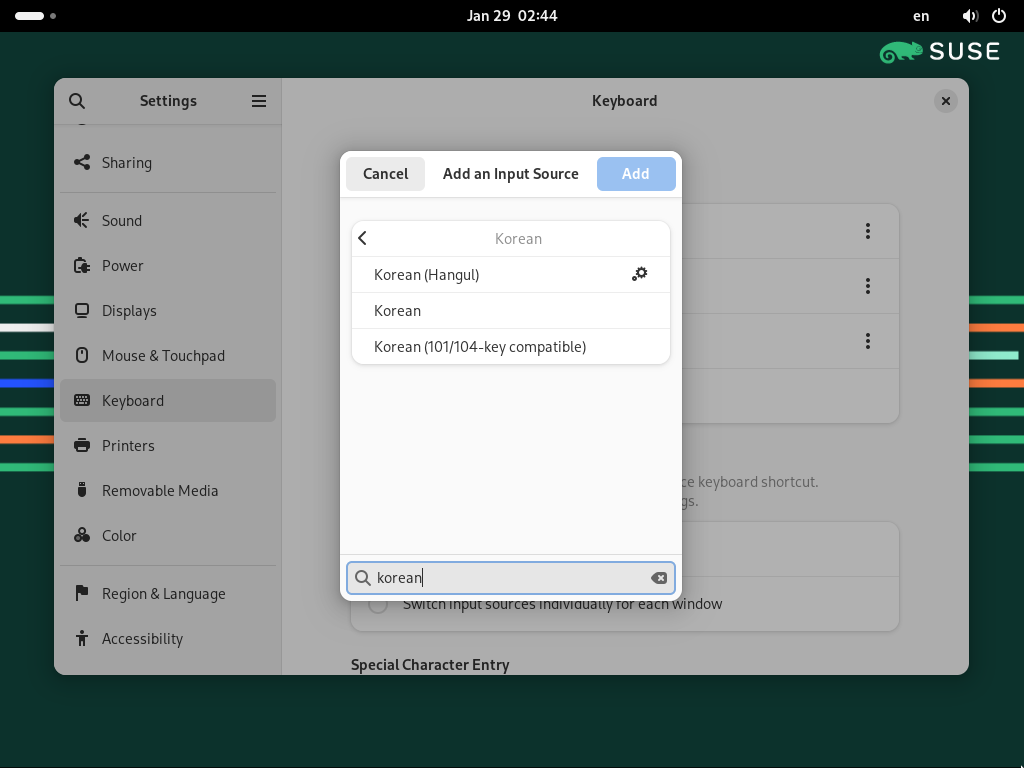 Jan 29 02:44
en
SUSE
Settings
Keyboard
Sharing
Sound
Power
Displays
Mouse & Touchpad
Keyboard
Printers
Removable Media
Color
Region & Language
Accessibility
Cancel
Add an Input Source
Add
Korean
Korean (Hangul)
Korean
Korean (101/104-key compatible)
korean
keyboard shortcut.
Switch input sources individually for each window
Special Character Entry